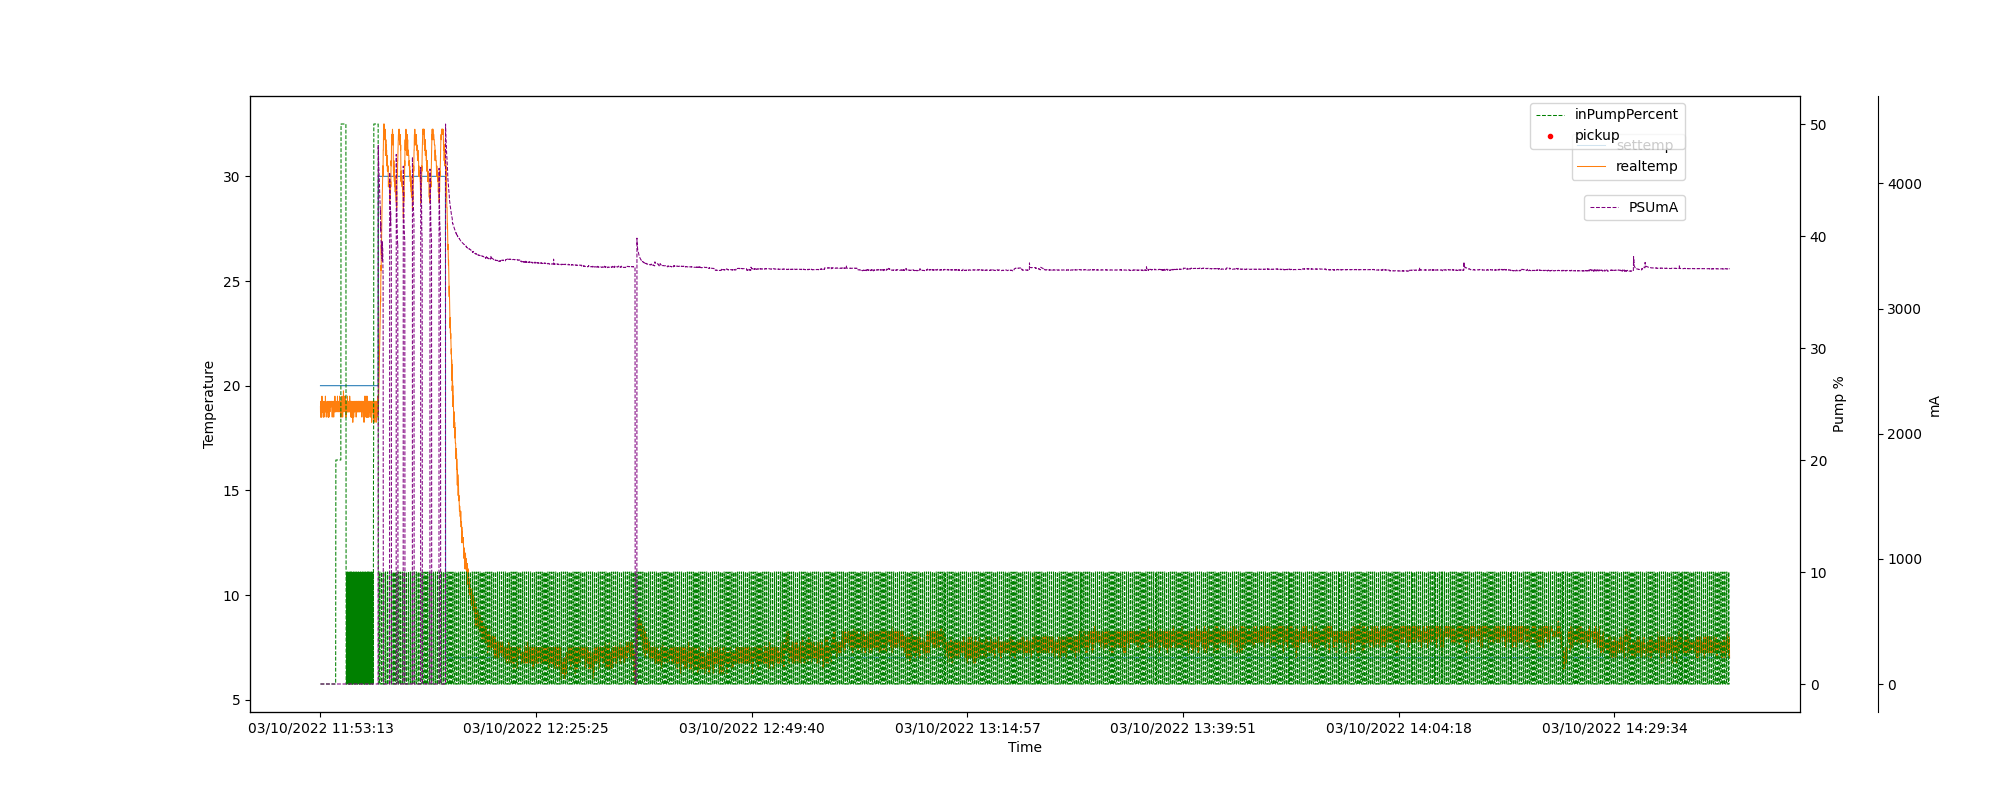 inPumpPercent
pickup
settemp
realtemp
PSUmA
30
25
20
15
10
5
Temperature
50
40
30
20
10
0
Pump %
4000
3000
2000
1000
0
mA
03/10/2022 11:53:13
03/10/2022 12:25:25
03/10/2022 12:49:40
03/10/2022 13:14:57
03/10/2022 13:39:51
03/10/2022 14:04:18
03/10/2022 14:29:34
Time